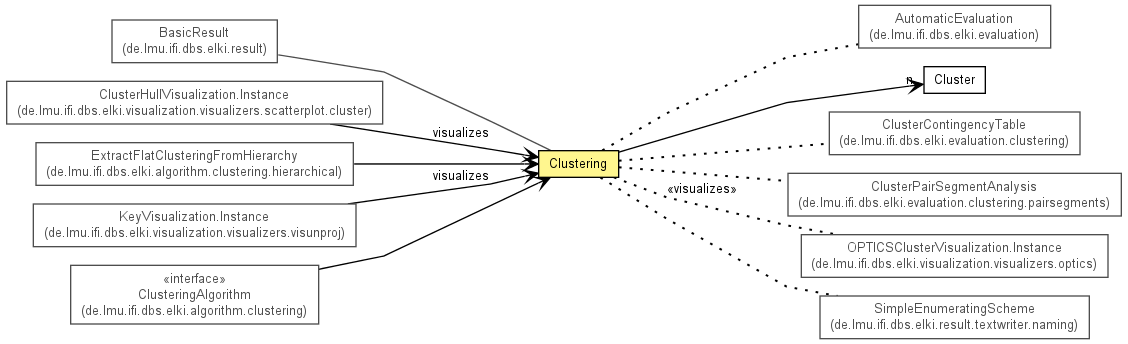 BasicResult
(de.lmu.ifi.dbs.elki.result)
ClusterHullVisualization.Instance
(de.lmu.ifi.dbs.elki.visualization.visualizers.scatterplot.cluster)
visualizes
ExtractFlatClusteringFromHierarchy
(de.lmu.ifi.dbs.elki.algorithm.clustering.hierarchical)
visualizes
KeyVisualization.Instance
(de.lmu.ifi.dbs.elki.visualization.visualizers.visunproj)
«interface»
ClusteringAlgorithm
(de.lmu.ifi.dbs.elki.algorithm.clustering)
Clustering
AutomaticEvaluation
(de.lmu.ifi.dbs.elki.evaluation)
n
Cluster
ClusterContingencyTable
(de.lmu.ifi.dbs.elki.evaluation.clustering)
ClusterPairSegmentAnalysis
(de.lmu.ifi.dbs.elki.evaluation.clustering.pairsegments)
«visualizes»
OPTICSClusterVisualization.Instance
(de.lmu.ifi.dbs.elki.visualization.visualizers.optics)
SimpleEnumeratingScheme
(de.lmu.ifi.dbs.elki.result.textwriter.naming)